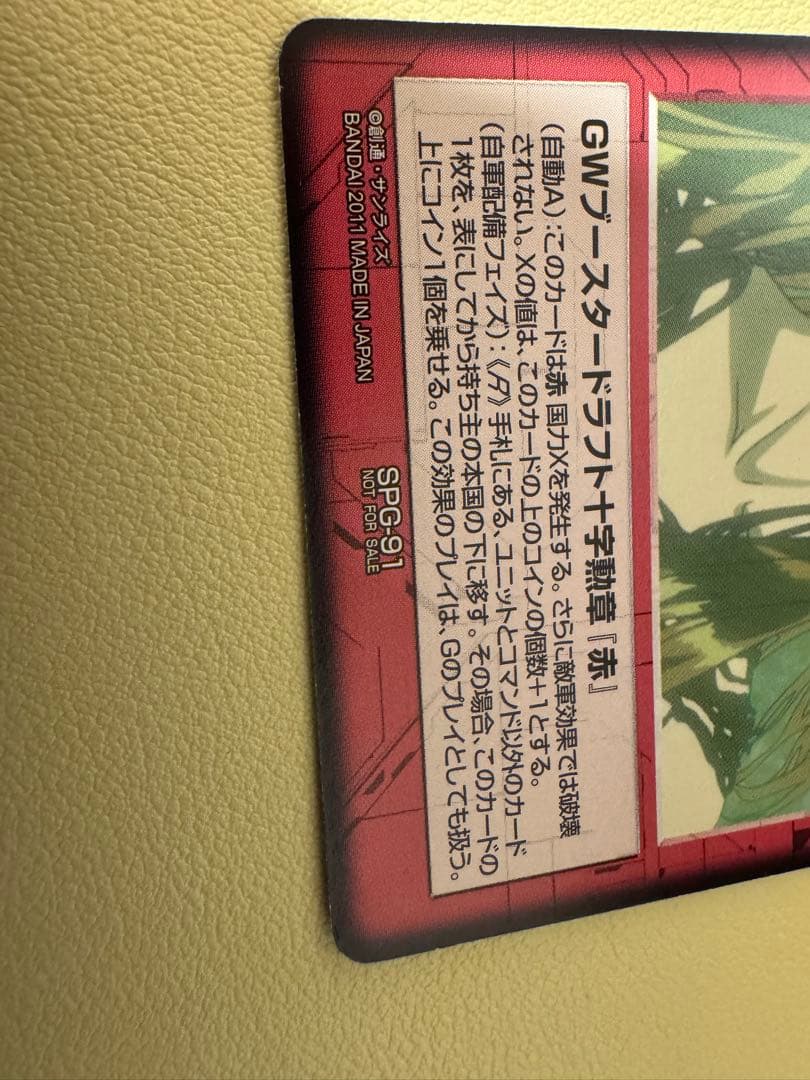 GWブースタードラフト十字勲章『赤』
(自動A):このカードは赤 国力Xを発生する。さらに敵軍効果では破壊
されない。Xの値は、このカードの上のコインの個数+1とする。
(自軍配備フェイズ):《R》手札にある、ユニットとコマンド以外のカード
1枚を、表にしてから持ち主の本国の下に移す。その場合、このカードの
上にコイン1個を乗せる。この効果のプレイは、Gのプレイとしても扱う。
©創通・サンライズ
BANDAI 2011 MADE IN JAPAN
SPG-91
NOT FOR SALE